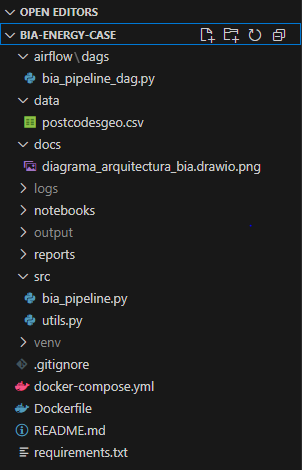 OPEN EDITORS
BIA-ENERGY-CASE
airflow\dags
bia_pipeline_dag.py
data
postcodesgeo.csv
docs
diagrama_arquitectura_bia.drawio.png
logs
notebooks
output
reports
src
bia_pipeline.py
utils.py
venv
.gitignore
docker-compose.yml
Dockerfile
README.md
requirements.txt